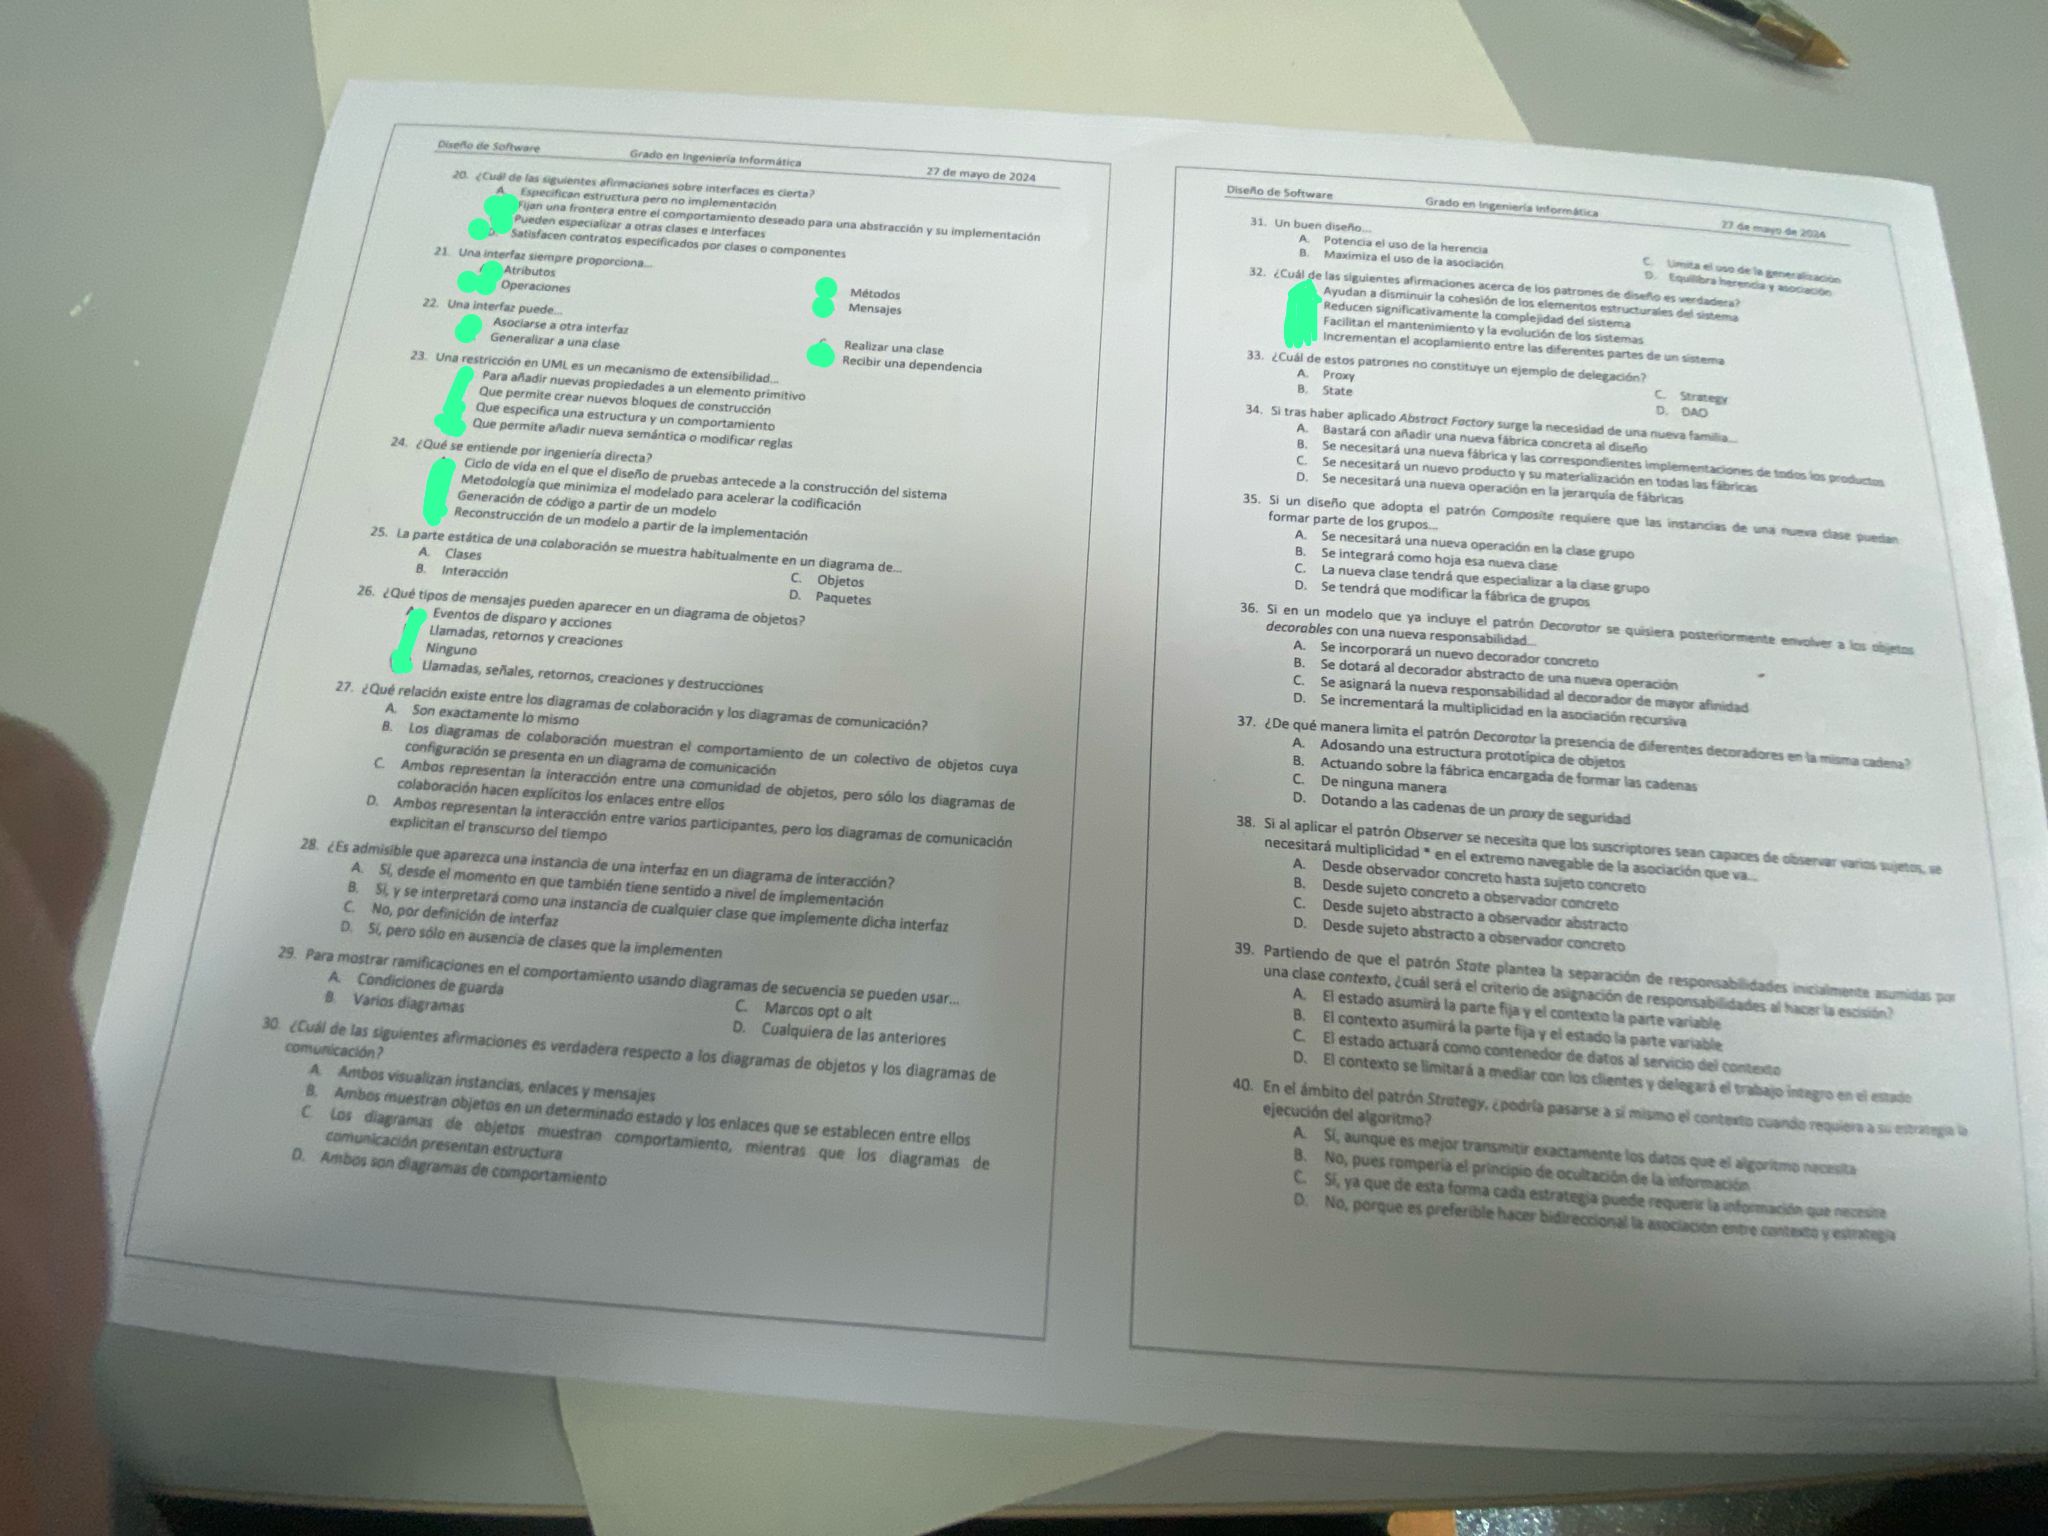 Diseño de Software Grado en Ingeniería Informática 27 de mayo de 2024
20. ¿Cuál de las siguientes afirmaciones sobre interfaces es cierta?
A. Especifican estructura pero no implementación
Fijan una frontera entre el comportamiento deseado para una abstracción y su implementación
Pueden especializar a otras clases e interfaces
D. Satisfacen contratos especificados por clases o componentes
21. Una interfaz siempre proporciona...
Atributos
Operaciones
Métodos
Mensajes
22. Una interfaz puede...
Asociarse a otra interfaz
Generalizar a una clase
Realizar una clase
Recibir una dependencia
23. Una restricción en UML es un mecanismo de extensibilidad...
Para añadir nuevas propiedades a un elemento primitivo
Que permite crear nuevos bloques de construcción
Que especifica una estructura y un comportamiento
Que permite añadir nueva semántica o modificar reglas
24. ¿Qué se entiende por ingeniería directa?
Ciclo de vida en el que el diseño de pruebas antecede a la construcción del sistema
Metodología que minimiza el modelado para acelerar la codificación
Generación de código a partir de un modelo
Reconstrucción de un modelo a partir de la implementación
25. La parte estática de una colaboración se muestra habitualmente en un diagrama de...
A. Clases
B. Interacción
C. Objetos
D. Paquetes
26. ¿Qué tipos de mensajes pueden aparecer en un diagrama de objetos?
Eventos de disparo y acciones
Llamadas, retornos y creaciones
Ninguno
Llamadas, señales, retornos, creaciones y destrucciones
27. ¿Qué relación existe entre los diagramas de colaboración y los diagramas de comunicación?
A. Son exactamente lo mismo
B. Los diagramas de colaboración muestran el comportamiento de un colectivo de objetos cuya
configuración se presenta en un diagrama de comunicación
C. Ambos representan la interacción entre una comunidad de objetos, pero sólo los diagramas de
colaboración hacen explícitos los enlaces entre ellos
D. Ambos representan la interacción entre varios participantes, pero los diagramas de comunicación
explicitan el transcurso del tiempo
28. ¿Es admisible que aparezca una instancia de una interfaz en un diagrama de interacción?
A. Sí, desde el momento en que también tiene sentido a nivel de implementación
B. Sí, y se interpretará como una instancia de cualquier clase que implemente dicha interfaz
C. No, por definición de interfaz
D. Sí, pero sólo en ausencia de clases que la implementen
29. Para mostrar ramificaciones en el comportamiento usando diagramas de secuencia se pueden usar...
A. Condiciones de guarda
B. Varios diagramas
C. Marcos opt o alt
D. Cualquiera de las anteriores
30. ¿Cuál de las siguientes afirmaciones es verdadera respecto a los diagramas de objetos y los diagramas de
comunicación?
A. Ambos visualizan instancias, enlaces y mensajes
B. Ambos muestran objetos en un determinado estado y los enlaces que se establecen entre ellos
C. Los diagramas de objetos muestran comportamiento, mientras que los diagramas de
comunicación presentan estructura
D. Ambos son diagramas de comportamiento
Diseño de Software Grado en Ingeniería Informática 27 de mayo de 2024
31. Un buen diseño...
A. Potencia el uso de la herencia
B. Maximiza el uso de la asociación
C. Limita el uso de la generalización
D. Equilibra herencia y asociación
32. ¿Cuál de las siguientes afirmaciones acerca de los patrones de diseño es verdadera?
Ayudan a disminuir la cohesión de los elementos estructurales del sistema
Reducen significativamente la complejidad del sistema
Facilitan el mantenimiento y la evolución de los sistemas
Incrementan el acoplamiento entre las diferentes partes de un sistema
33. ¿Cuál de estos patrones no constituye un ejemplo de delegación?
A. Proxy
B. State
C. Strategy
D. DAO
34. Si tras haber aplicado Abstract Factory surge la necesidad de una nueva familia...
A. Bastará con añadir una nueva fábrica concreta al diseño
B. Se necesitará una nueva fábrica y las correspondientes implementaciones de todos los productos
C. Se necesitará un nuevo producto y su materialización en todas las fábricas
D. Se necesitará una nueva operación en la jerarquía de fábricas
35. Si un diseño que adopta el patrón Composite requiere que las instancias de una nueva clase puedan
formar parte de los grupos...
A. Se necesitará una nueva operación en la clase grupo
B. Se integrará como hoja esa nueva clase
C. La nueva clase tendrá que especializar a la clase grupo
D. Se tendrá que modificar la fábrica de grupos
36. Si en un modelo que ya incluye el patrón Decorator se quisiera posteriormente envolver a los objetos
decorables con una nueva responsabilidad...
A. Se incorporará un nuevo decorador concreto
B. Se dotará al decorador abstracto de una nueva operación
C. Se asignará la nueva responsabilidad al decorador de mayor afinidad
D. Se incrementará la multiplicidad en la asociación recursiva
37. ¿De qué manera limita el patrón Decorator la presencia de diferentes decoradores en la misma cadena?
A. Adosando una estructura prototípica de objetos
B. Actuando sobre la fábrica encargada de formar las cadenas
C. De ninguna manera
D. Dotando a las cadenas de un proxy de seguridad
38. Si al aplicar el patrón Observer se necesita que los suscriptores sean capaces de observar varios sujetos, se
necesitará multiplicidad * en el extremo navegable de la asociación que va...
A. Desde observador concreto hasta sujeto concreto
B. Desde sujeto concreto a observador concreto
C. Desde sujeto abstracto a observador abstracto
D. Desde sujeto abstracto a observador concreto
39. Partiendo de que el patrón State plantea la separación de responsabilidades inicialmente asumidas por
una clase contexto, ¿cuál será el criterio de asignación de responsabilidades al hacer la escisión?
A. El estado asumirá la parte fija y el contexto la parte variable
B. El contexto asumirá la parte fija y el estado la parte variable
C. El estado actuará como contenedor de datos al servicio del contexto
D. El contexto se limitará a mediar con los clientes y delegará el trabajo íntegro en el estado
40. En el ámbito del patrón Strategy, ¿podría pasarse a sí mismo el contexto cuando requiera a su estrategia la
ejecución del algoritmo?
A. Sí, aunque es mejor transmitir exactamente los datos que el algoritmo necesita
B. No, pues rompería el principio de ocultación de la información
C. Sí, ya que de esta forma cada estrategia puede requerir la información que necesite
D. No, porque es preferible hacer bidireccional la asociación entre contexto y estrategia